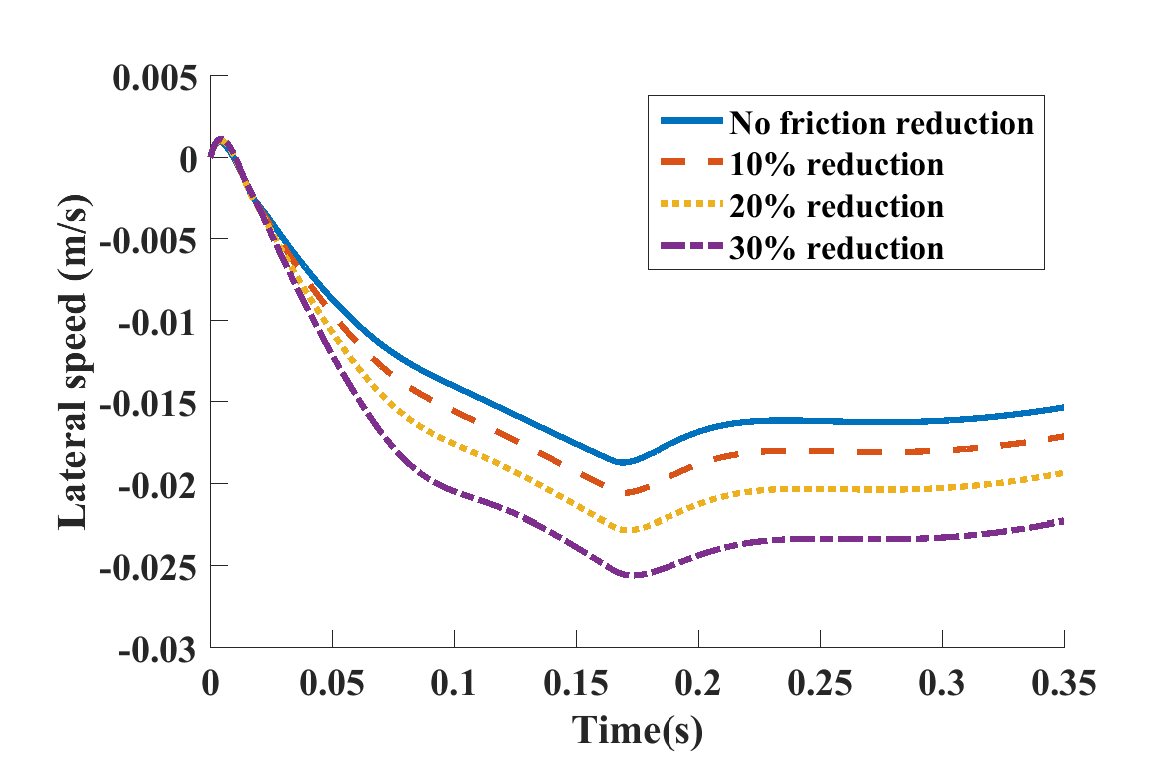 0.005
0
-0.005
-0.01
-0.015
-0.02
-0.025
-0.03
Lateral speed (m/s)
No friction reduction
10% reduction
20% reduction
30% reduction
0 0.05 0.1 0.15 0.2 0.25 0.3 0.35
Time(s)